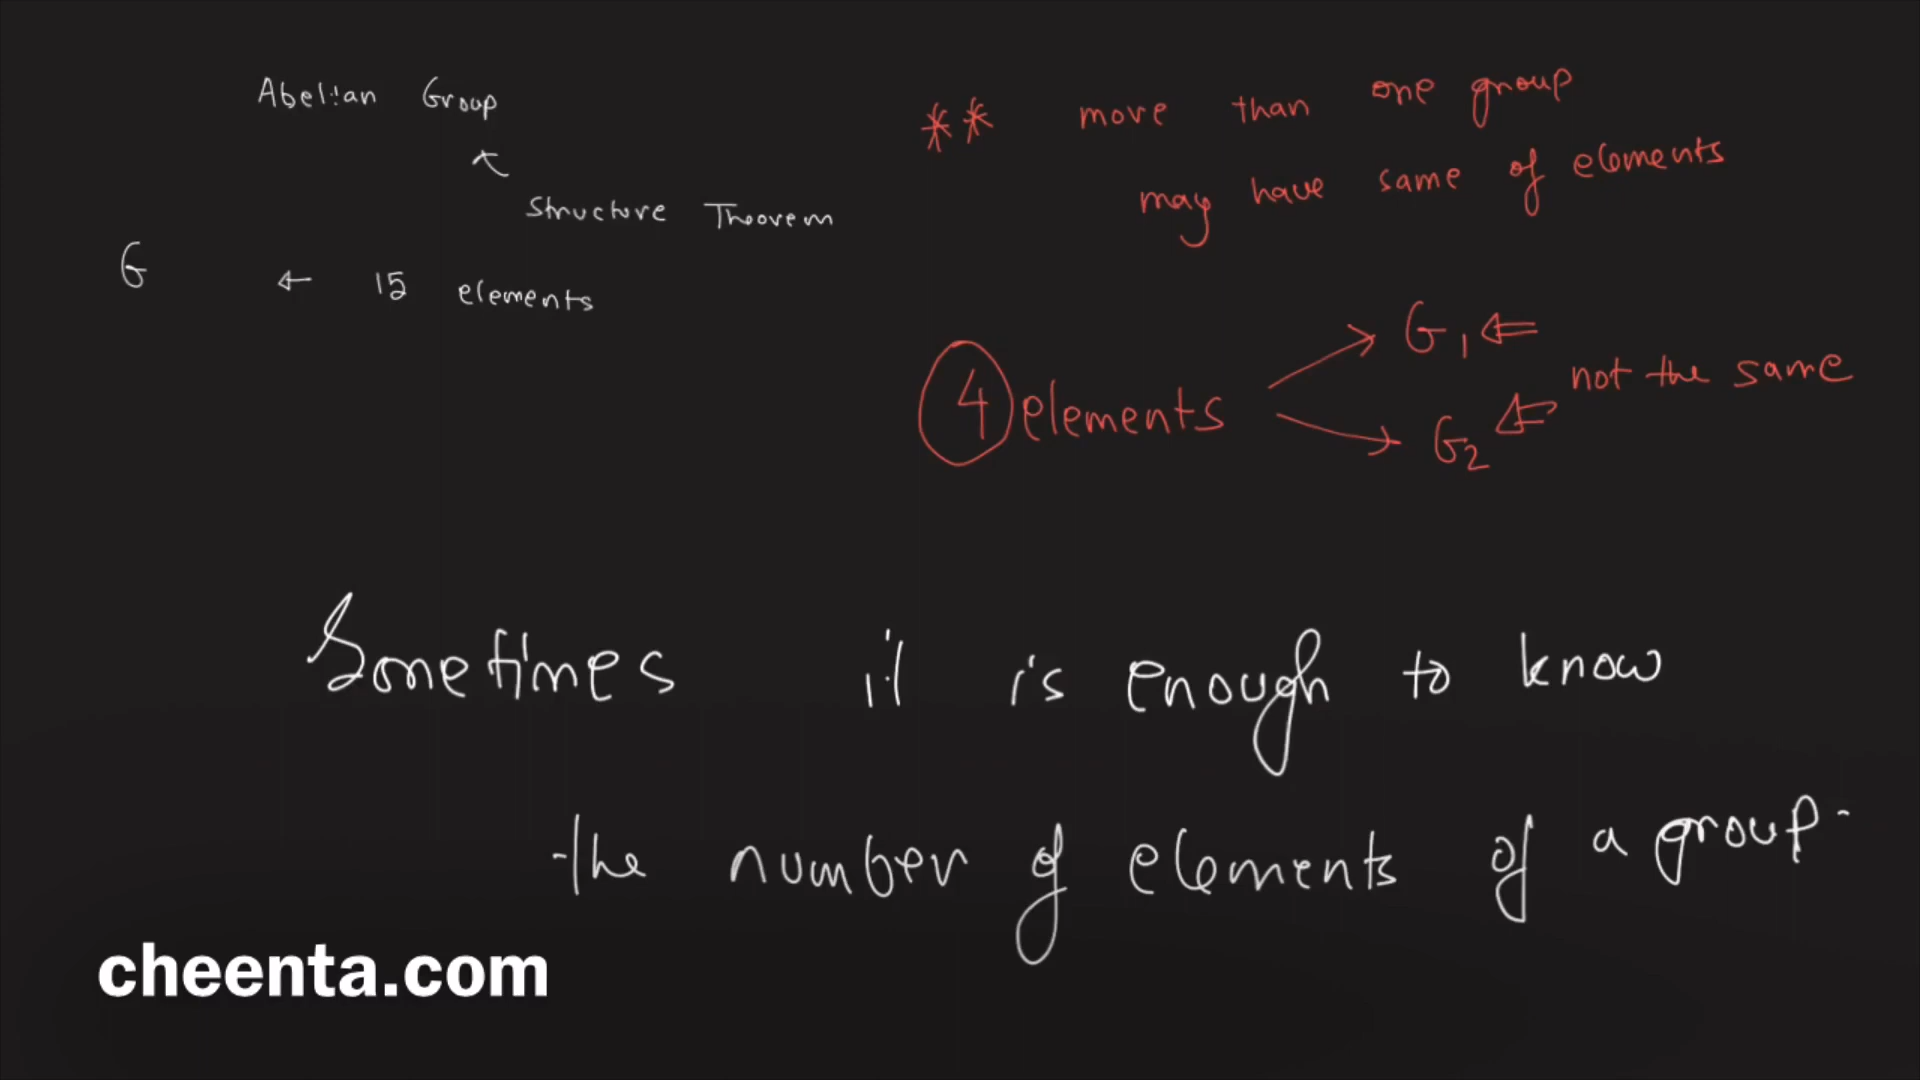 Abelian Group
Structure Theorem
G ← 15 elements
** more than one group
may have same of elements
4 elements → G1 ⇐
→ G2 ⇐ not the same
Sometimes it is enough to know
the number of elements of a group.
cheenta.com